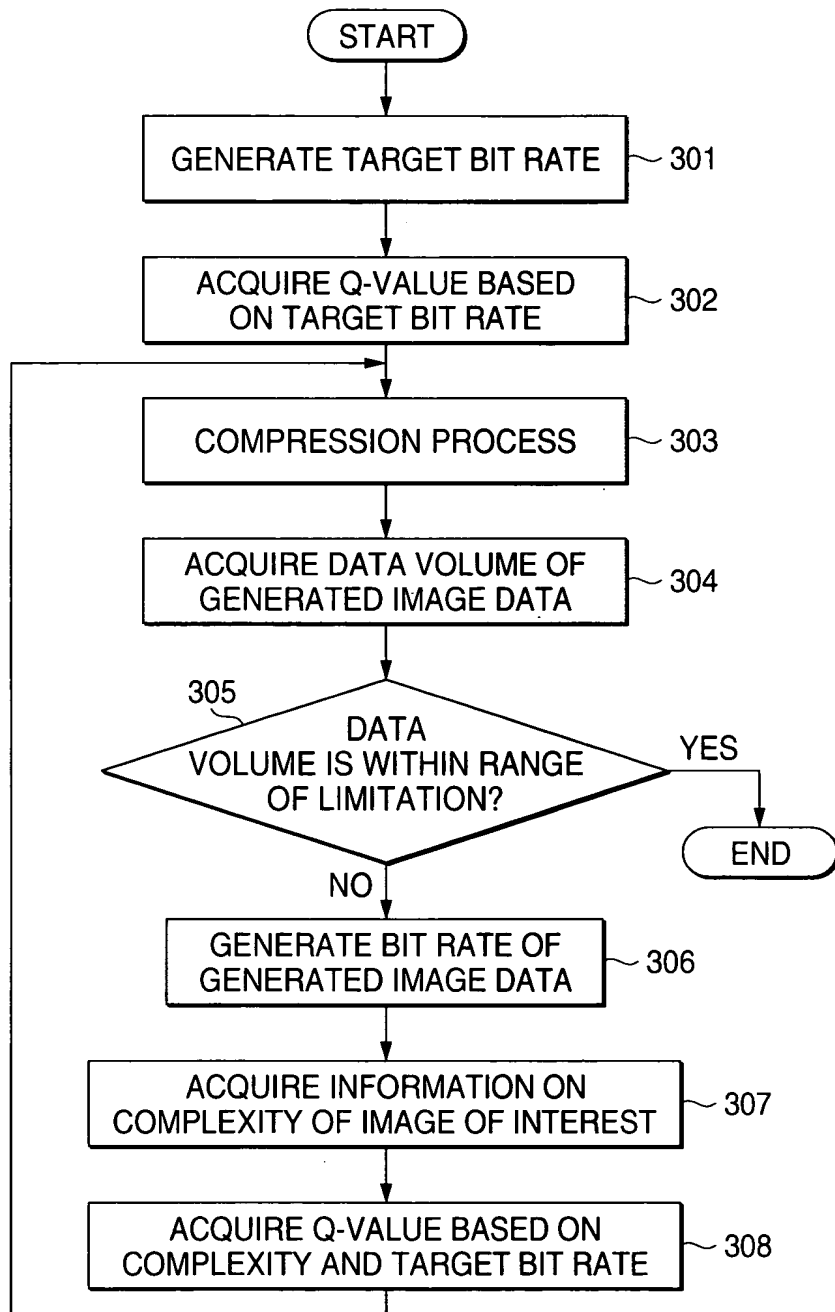 START
GENERATE TARGET BIT RATE
301
ACQUIRE Q-VALUE BASED
ON TARGET BIT RATE
302
COMPRESSION PROCESS
303
ACQUIRE DATA VOLUME OF
GENERATED IMAGE DATA
304
305
DATA
VOLUME IS WITHIN RANGE
OF LIMITATION?
YES
END
NO
GENERATE BIT RATE OF
GENERATED IMAGE DATA
306
ACQUIRE INFORMATION ON
COMPLEXITY OF IMAGE OF INTEREST
307
ACQUIRE Q-VALUE BASED ON
COMPLEXITY AND TARGET BIT RATE
308